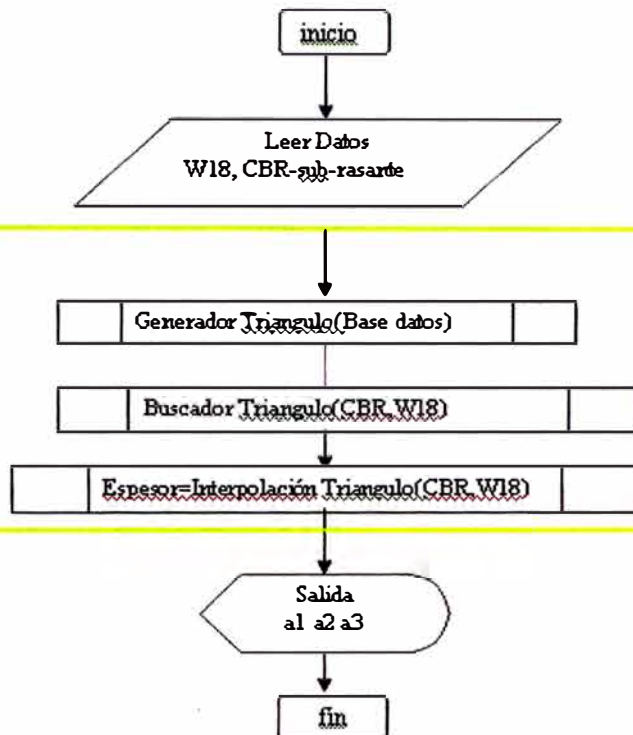 inicio
Leer Datos
W18, CBR-sub-rasante
Generador Triangulo(Base datos)
Buscador Triangulo(CBR,W18)
Espesor=Interpolación Triangulo(CBR,W18)
Salida
a1 a2 a3
fin